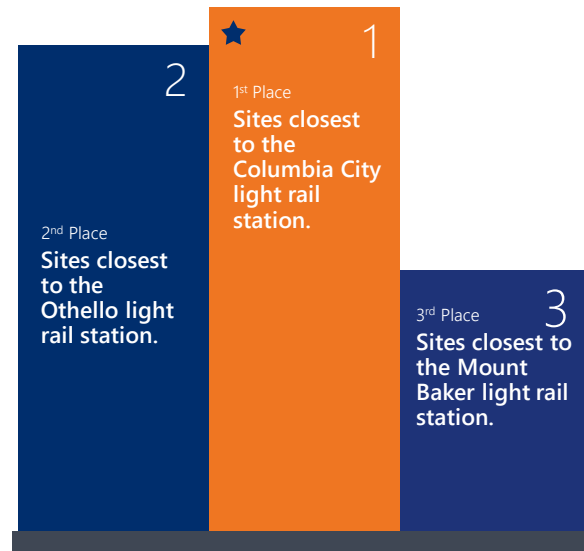 2
2nd Place
Sites closest
to the
Othello light
rail station.
1
1st Place
Sites closest
to the
Columbia City
light rail
station.
3
3rd Place
Sites closest to
the Mount
Baker light rail
station.